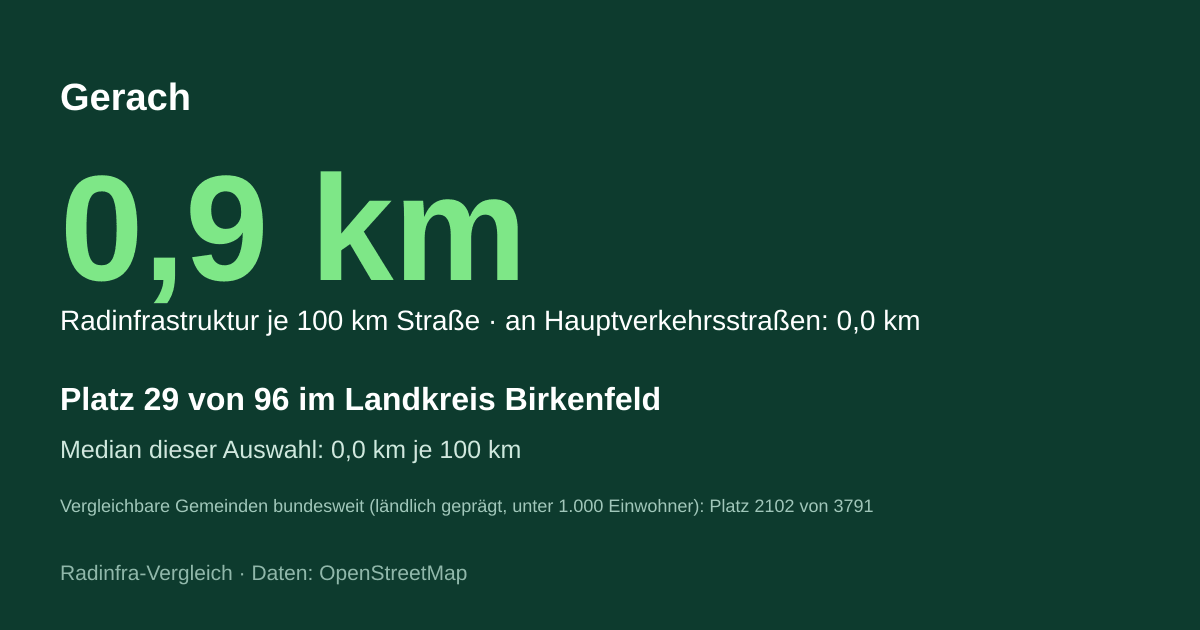 Gerach
0,9 km
Radinfrastruktur je 100 km Straße · an Hauptverkehrsstraßen: 0,0 km
Platz 29 von 96 im Landkreis Birkenfeld
Median dieser Auswahl: 0,0 km je 100 km
Vergleichbare Gemeinden bundesweit (ländlich geprägt, unter 1.000 Einwohner): Platz 2102 von 3791
Radinfra-Vergleich · Daten: OpenStreetMap